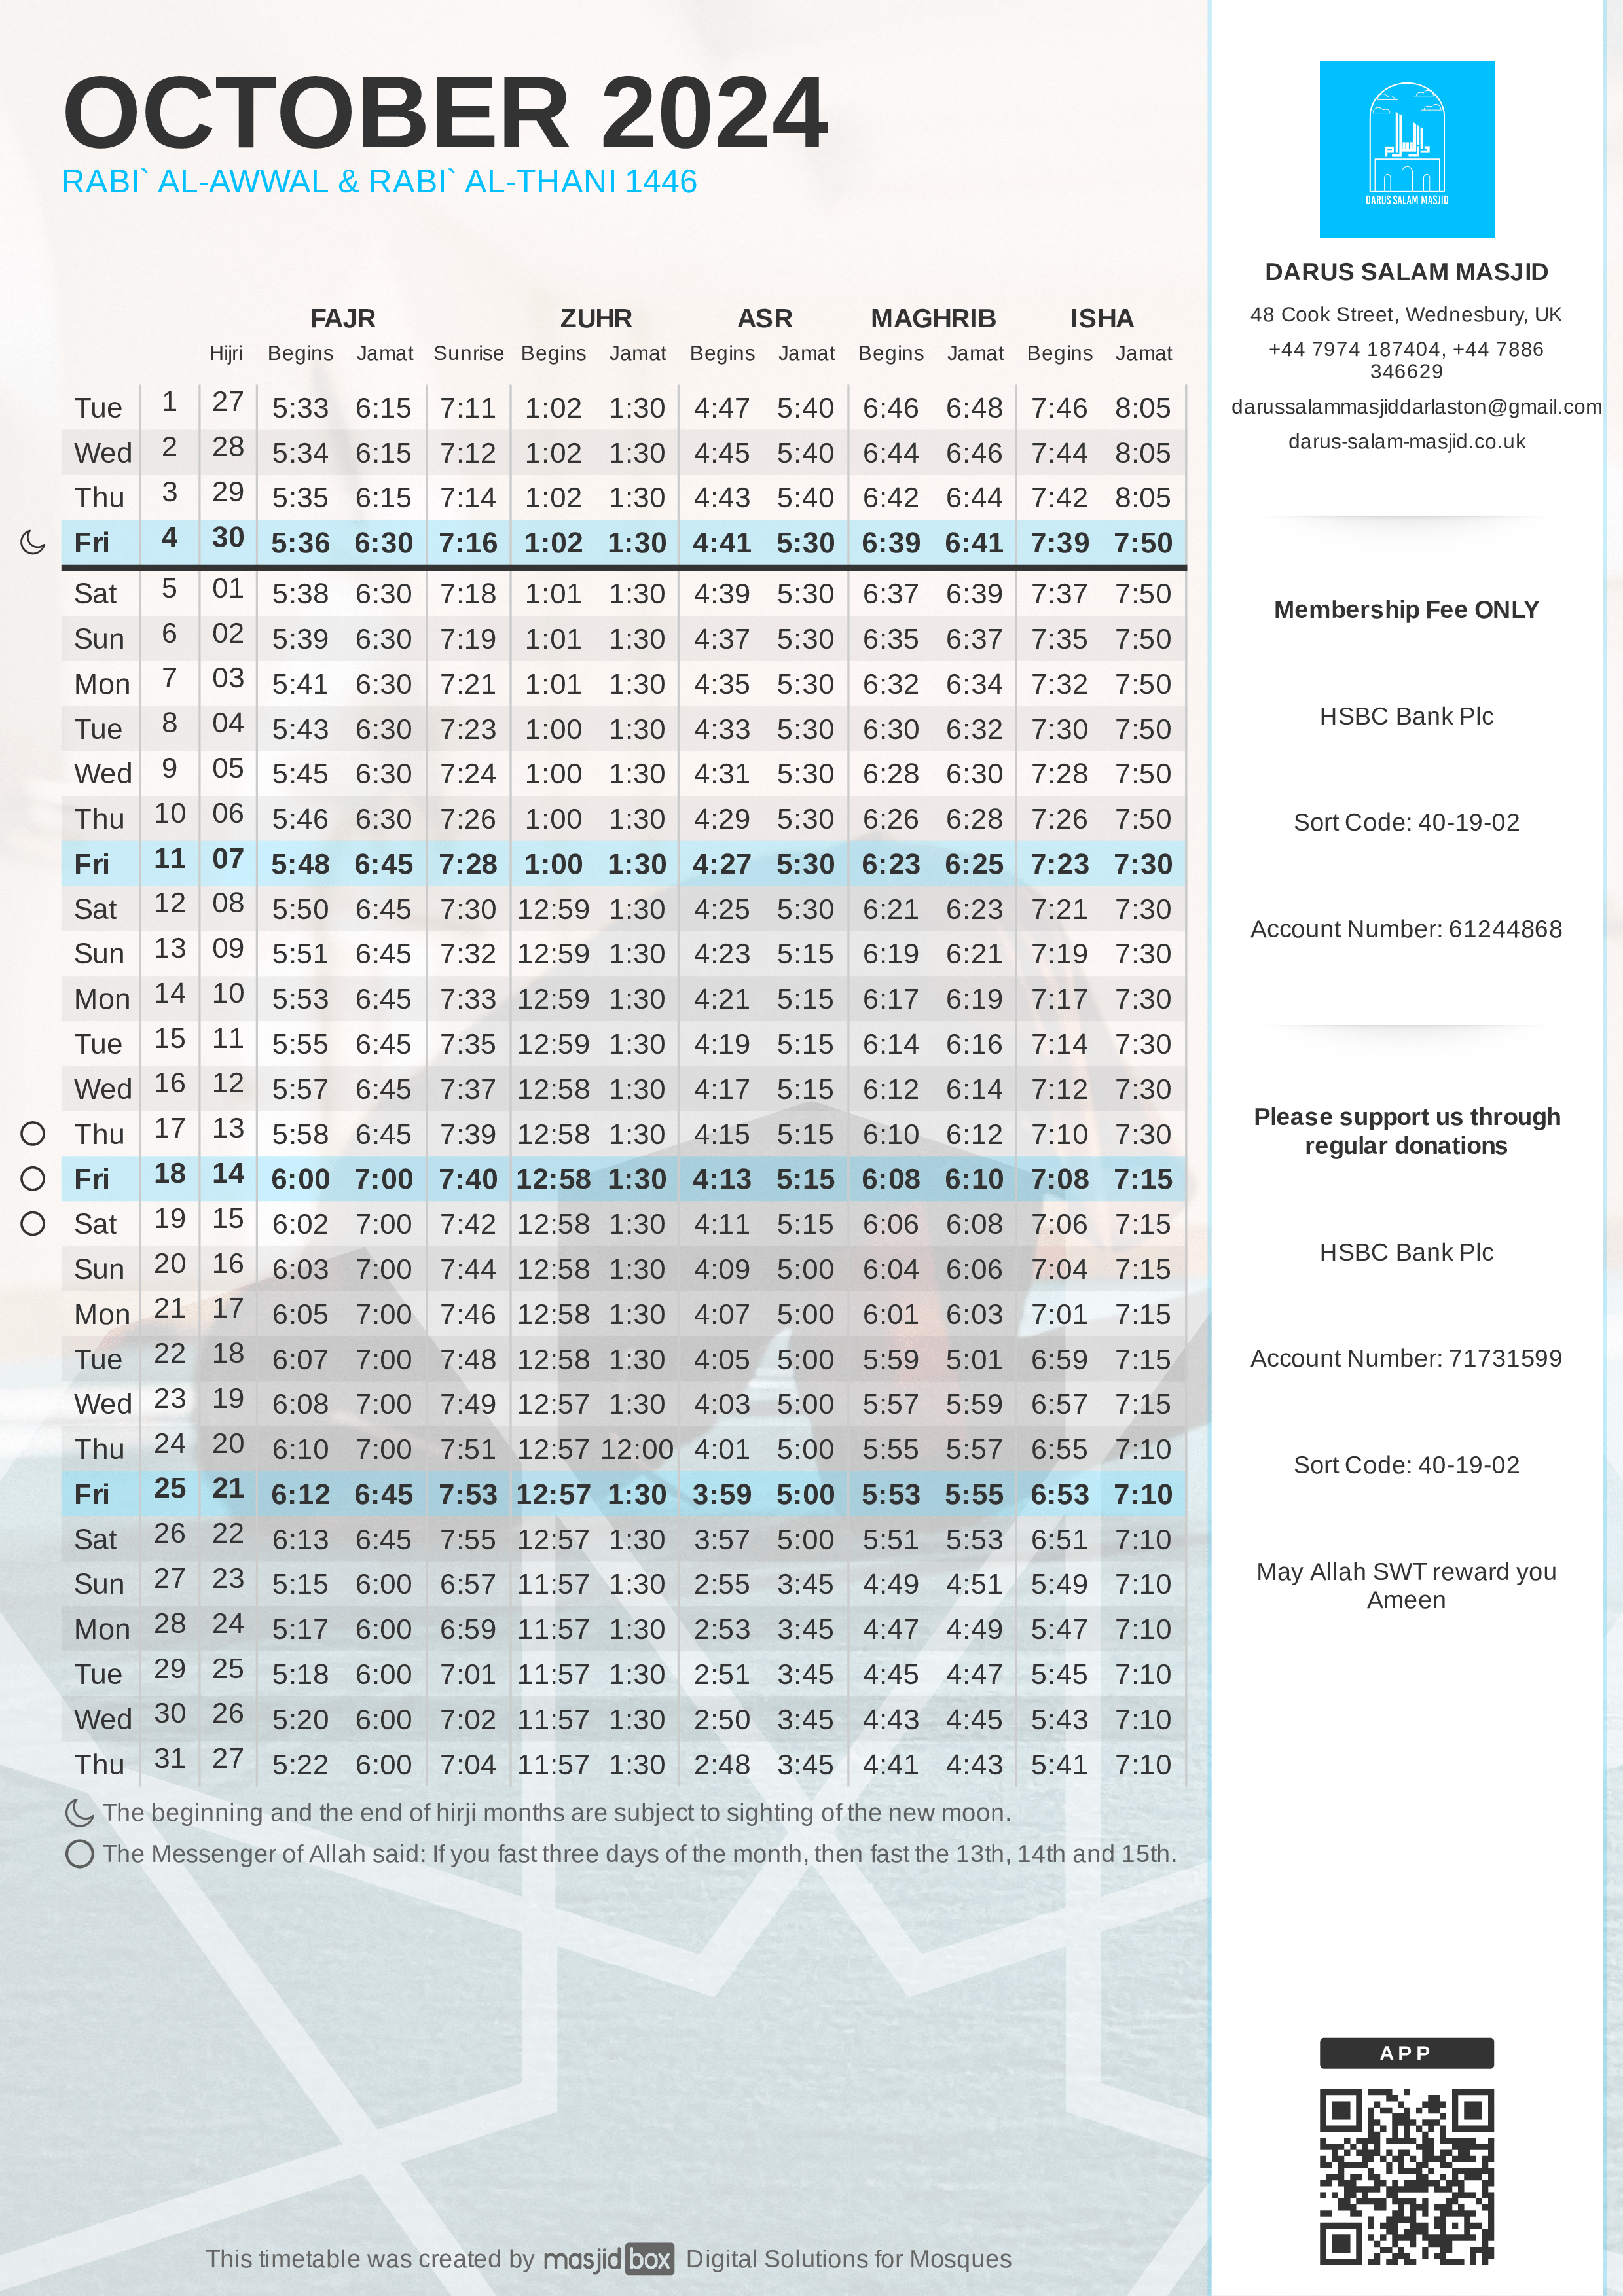 OCTOBER 2024
RABI` AL-AWWAL & RABI` AL-THANI 1446
FAJR ZUHR ASR MAGHRIB ISHA
Hijri Begins Jamat Sunrise Begins Jamat Begins Jamat Begins Jamat Begins Jamat
Tue 1 27 5:33 6:15 7:11 1:02 1:30 4:47 5:40 6:46 6:48 7:46 8:05
Wed 2 28 5:34 6:15 7:12 1:02 1:30 4:45 5:40 6:44 6:46 7:44 8:05
Thu 3 29 5:35 6:15 7:14 1:02 1:30 4:43 5:40 6:42 6:44 7:42 8:05
Fri 4 30 5:36 6:30 7:16 1:02 1:30 4:41 5:30 6:39 6:41 7:39 7:50
Sat 5 01 5:38 6:30 7:18 1:01 1:30 4:39 5:30 6:37 6:39 7:37 7:50
Sun 6 02 5:39 6:30 7:19 1:01 1:30 4:37 5:30 6:35 6:37 7:35 7:50
Mon 7 03 5:41 6:30 7:21 1:01 1:30 4:35 5:30 6:32 6:34 7:32 7:50
Tue 8 04 5:43 6:30 7:23 1:00 1:30 4:33 5:30 6:30 6:32 7:30 7:50
Wed 9 05 5:45 6:30 7:24 1:00 1:30 4:31 5:30 6:28 6:30 7:28 7:50
Thu 10 06 5:46 6:30 7:26 1:00 1:30 4:29 5:30 6:26 6:28 7:26 7:50
Fri 11 07 5:48 6:45 7:28 1:00 1:30 4:27 5:30 6:23 6:25 7:23 7:30
Sat 12 08 5:50 6:45 7:30 12:59 1:30 4:25 5:30 6:21 6:23 7:21 7:30
Sun 13 09 5:51 6:45 7:32 12:59 1:30 4:23 5:15 6:19 6:21 7:19 7:30
Mon 14 10 5:53 6:45 7:33 12:59 1:30 4:21 5:15 6:17 6:19 7:17 7:30
Tue 15 11 5:55 6:45 7:35 12:59 1:30 4:19 5:15 6:14 6:16 7:14 7:30
Wed 16 12 5:57 6:45 7:37 12:58 1:30 4:17 5:15 6:12 6:14 7:12 7:30
Thu 17 13 5:58 6:45 7:39 12:58 1:30 4:15 5:15 6:10 6:12 7:10 7:30
Fri 18 14 6:00 7:00 7:40 12:58 1:30 4:13 5:15 6:08 6:10 7:08 7:15
Sat 19 15 6:02 7:00 7:42 12:58 1:30 4:11 5:15 6:06 6:08 7:06 7:15
Sun 20 16 6:03 7:00 7:44 12:58 1:30 4:09 5:00 6:04 6:06 7:04 7:15
Mon 21 17 6:05 7:00 7:46 12:58 1:30 4:07 5:00 6:01 6:03 7:01 7:15
Tue 22 18 6:07 7:00 7:48 12:58 1:30 4:05 5:00 5:59 5:01 6:59 7:15
Wed 23 19 6:08 7:00 7:49 12:57 1:30 4:03 5:00 5:57 5:59 6:57 7:15
Thu 24 20 6:10 7:00 7:51 12:57 12:00 4:01 5:00 5:55 5:57 6:55 7:10
Fri 25 21 6:12 6:45 7:53 12:57 1:30 3:59 5:00 5:53 5:55 6:53 7:10
Sat 26 22 6:13 6:45 7:55 12:57 1:30 3:57 5:00 5:51 5:53 6:51 7:10
Sun 27 23 5:15 6:00 6:57 11:57 1:30 2:55 3:45 4:49 4:51 5:49 7:10
Mon 28 24 5:17 6:00 6:59 11:57 1:30 2:53 3:45 4:47 4:49 5:47 7:10
Tue 29 25 5:18 6:00 7:01 11:57 1:30 2:51 3:45 4:45 4:47 5:45 7:10
Wed 30 26 5:20 6:00 7:02 11:57 1:30 2:50 3:45 4:43 4:45 5:43 7:10
Thu 31 27 5:22 6:00 7:04 11:57 1:30 2:48 3:45 4:41 4:43 5:41 7:10
The beginning and the end of hirji months are subject to sighting of the new moon.
The Messenger of Allah said: If you fast three days of the month, then fast the 13th, 14th and 15th.
This timetable was created by masjidbox Digital Solutions for Mosques
DARUS SALAM MASJID
DARUS SALAM MASJID
48 Cook Street, Wednesbury, UK
+44 7974 187404, +44 7886
346629
darussalammasjiddarlaston@gmail.com
darus-salam-masjid.co.uk
Membership Fee ONLY
HSBC Bank Plc
Sort Code: 40-19-02
Account Number: 61244868
Please support us through
regular donations
HSBC Bank Plc
Account Number: 71731599
Sort Code: 40-19-02
May Allah SWT reward you
Ameen
APP